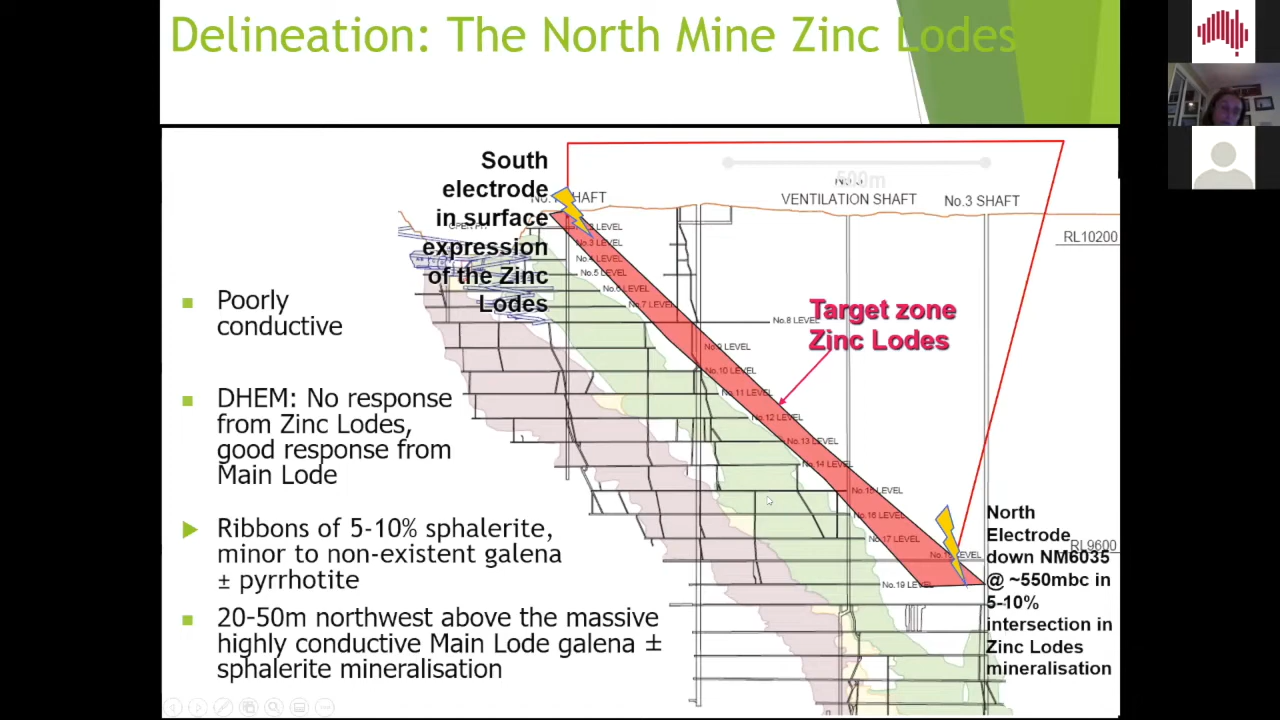 Delineation: The North Mine Zinc Lodes
South
electrode
in surface
expression
of the Zinc
Lodes
SHAFT
500m
VENTILATION SHAFT
No.3 SHAFT
RL10200
No.3 LEVEL
No.5 LEVEL
No.6 LEVEL
No.7 LEVEL
No.8 LEVEL
No.9 LEVEL
No.10 LEVEL
No.11 LEVEL
No.12 LEVEL
No.13 LEVEL
No.14 LEVEL
No.15 LEVEL
No.16 LEVEL
No.17 LEVEL
No.19 LEVEL
Target zone
Zinc Lodes
Poorly
conductive
DHEM: No response
from Zinc Lodes,
good response from
Main Lode
Ribbons of 5-10% sphalerite,
minor to non-existent galena
± pyrrhotite
20-50m northwest above the massive
highly conductive Main Lode galena ±
sphalerite mineralisation
North
Electrode
down NM6035
@ ~550mbc in
5-10%
intersection in
Zinc Lodes
mineralisation
RL9600